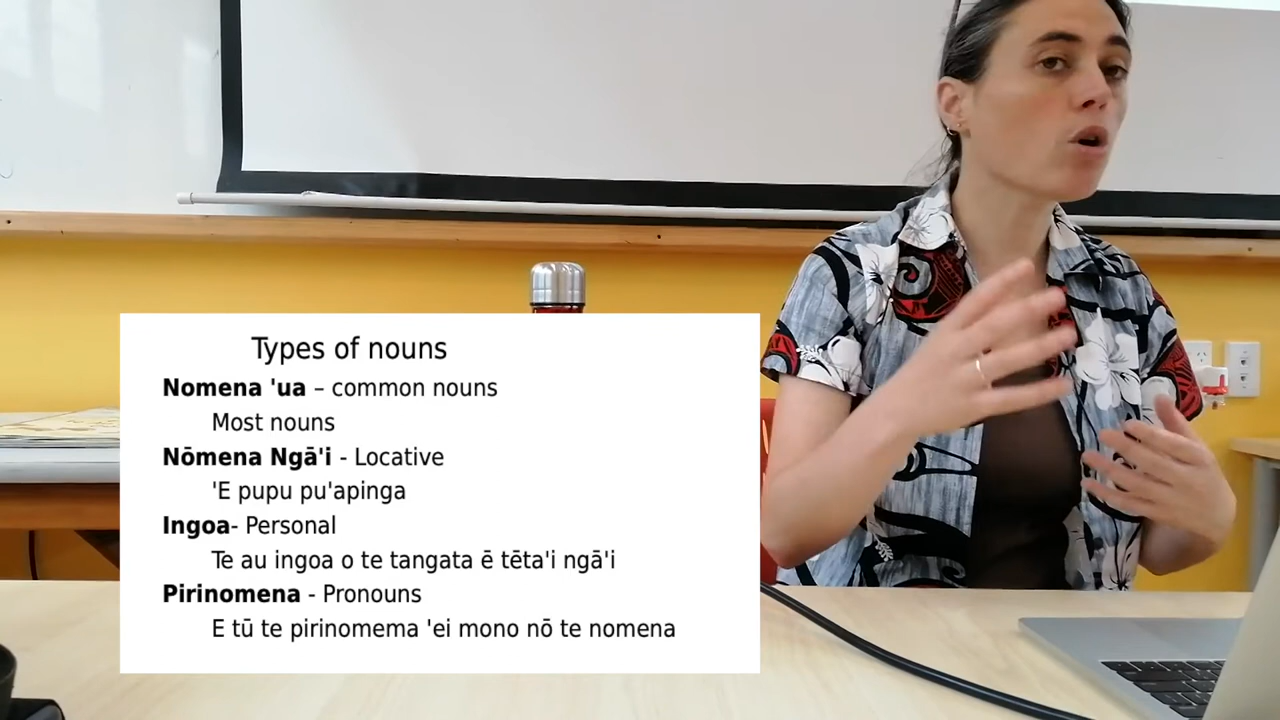 Types of nouns
Nomena 'ua – common nouns
Most nouns
Nōmena Ngā'i - Locative
'E pupu pu'apinga
Ingoa- Personal
Te au ingoa o te tangata ē tēta'i ngā'i
Pirinomena - Pronouns
E tū te pirinomema 'ei mono nō te nomena